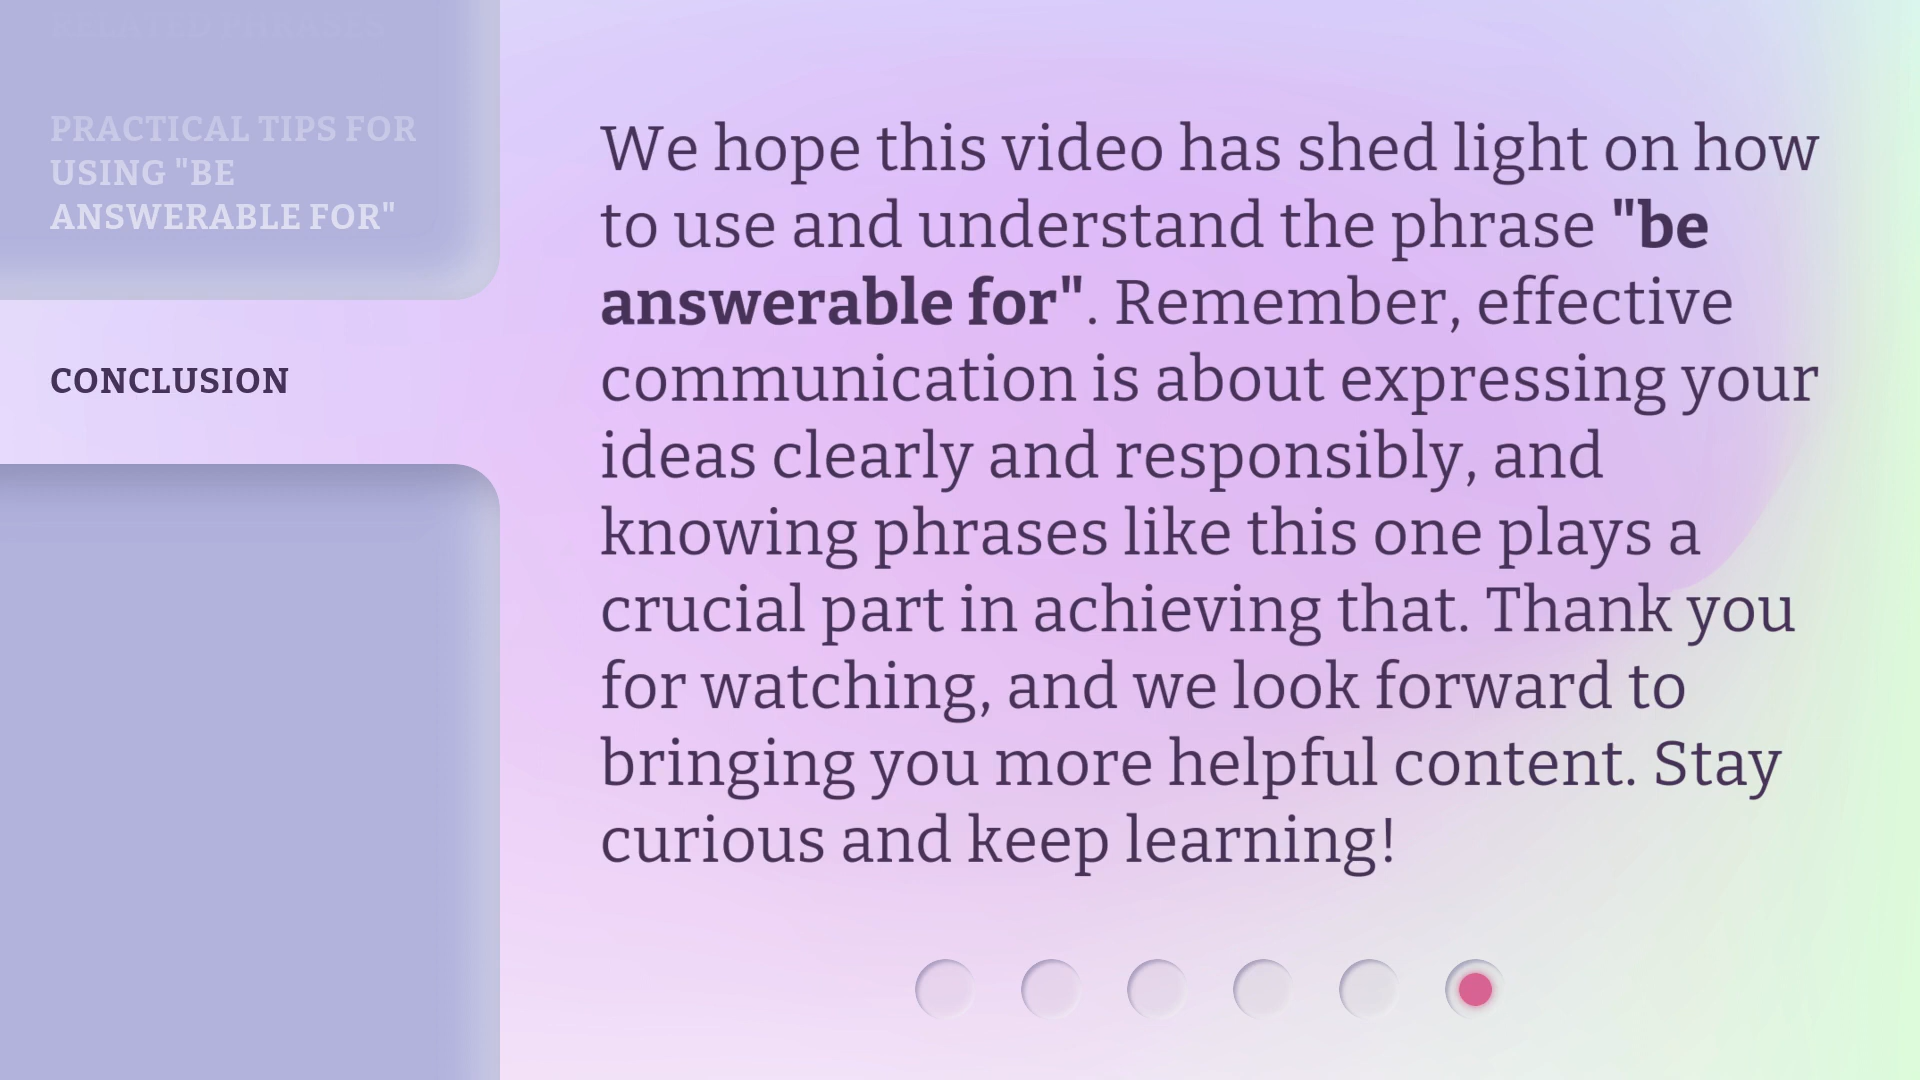 RELATED PHRASES
PRACTICAL TIPS FOR
USING "BE
ANSWERABLE FOR"
CONCLUSION
We hope this video has shed light on how
to use and understand the phrase "be
answerable for". Remember, effective
communication is about expressing your
ideas clearly and responsibly, and
knowing phrases like this one plays a
crucial part in achieving that. Thank you
for watching, and we look forward to
bringing you more helpful content. Stay
curious and keep learning!